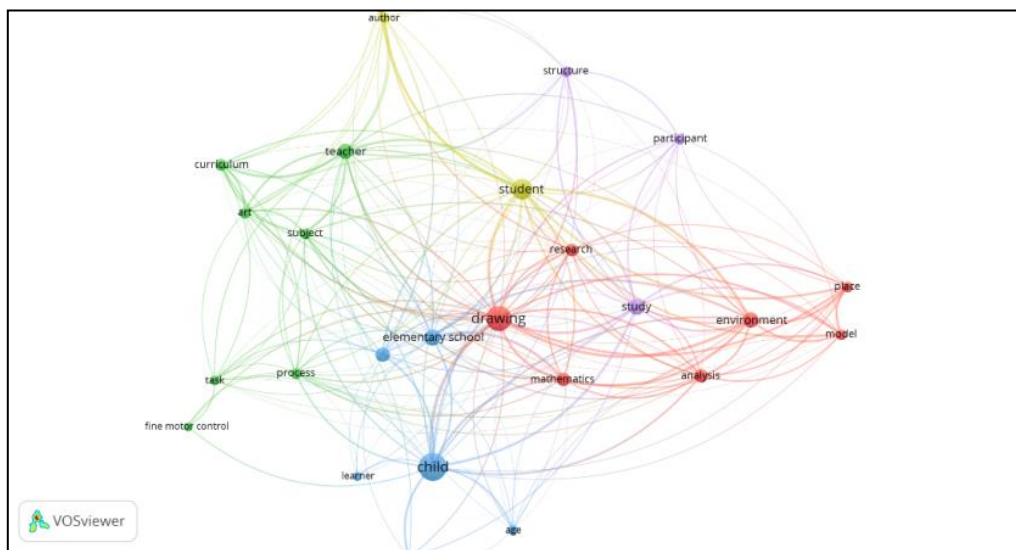 author
structure
participant
teacher
curriculum
student
art
subject
research
place
study
drawing
environment
model
elementary school
process
task
mathematics
analysis
fine motor control
child
learner
age
VOSviewer